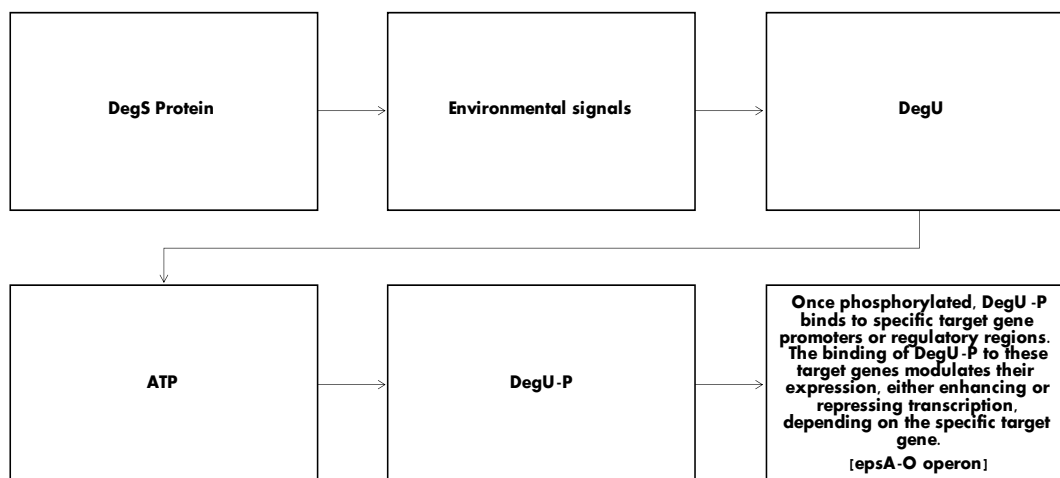 DegS Protein
Environmental signals
DegU
ATP
DegU-P
Once phosphorylated, DegU-P
binds to specific target gene
promoters or regulatory regions.
The binding of DegU-P to these
target genes modulates their
expression, either enhancing or
repressing transcription,
depending on the specific target
gene.
[epsA-O operon]